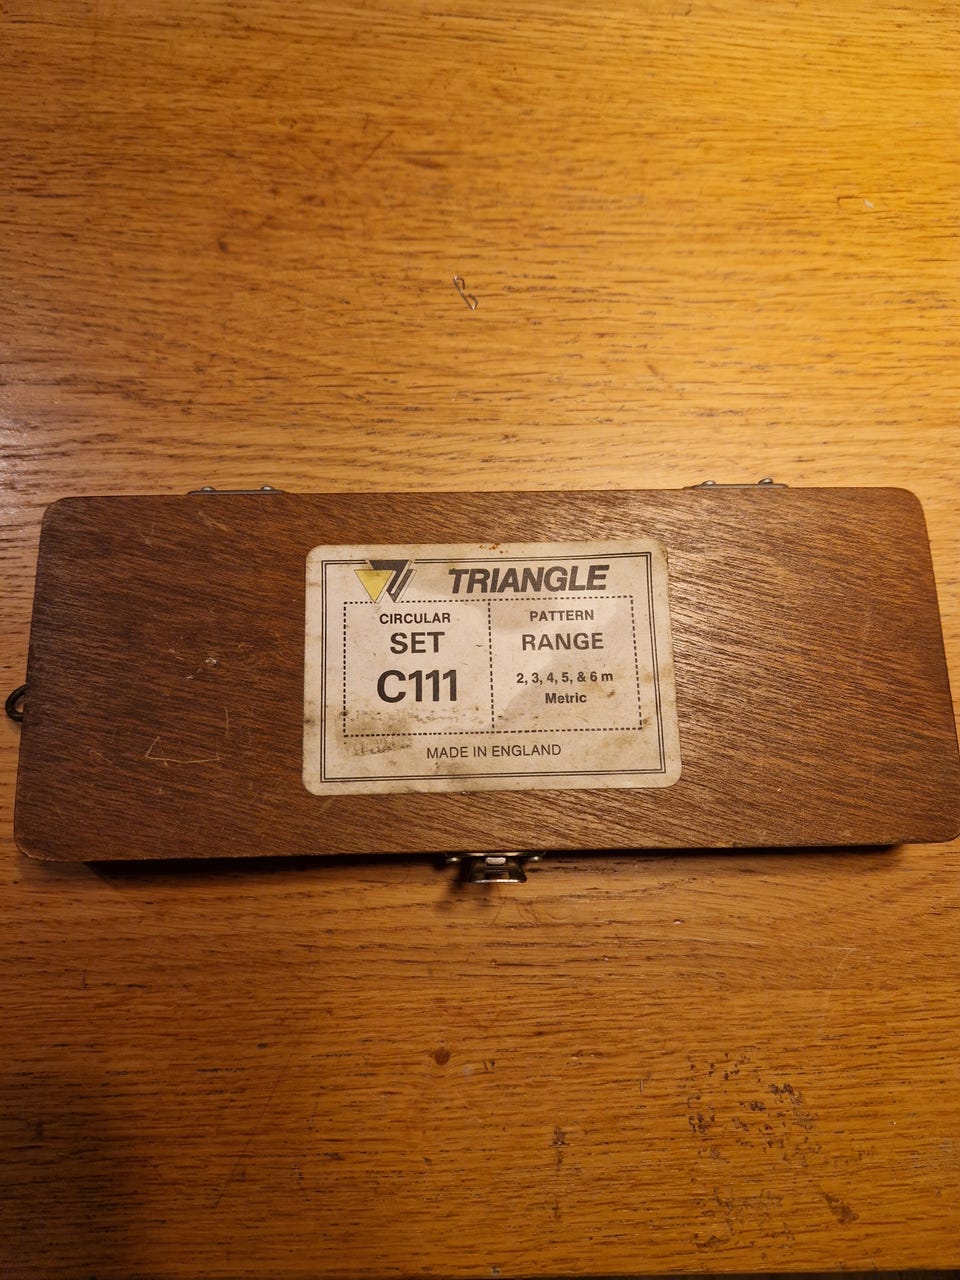 TRIANGLE
CIRCULAR
SET
C111
PATTERN
RANGE
2, 3, 4, 5, & 6 m
Metric
MADE IN ENGLAND